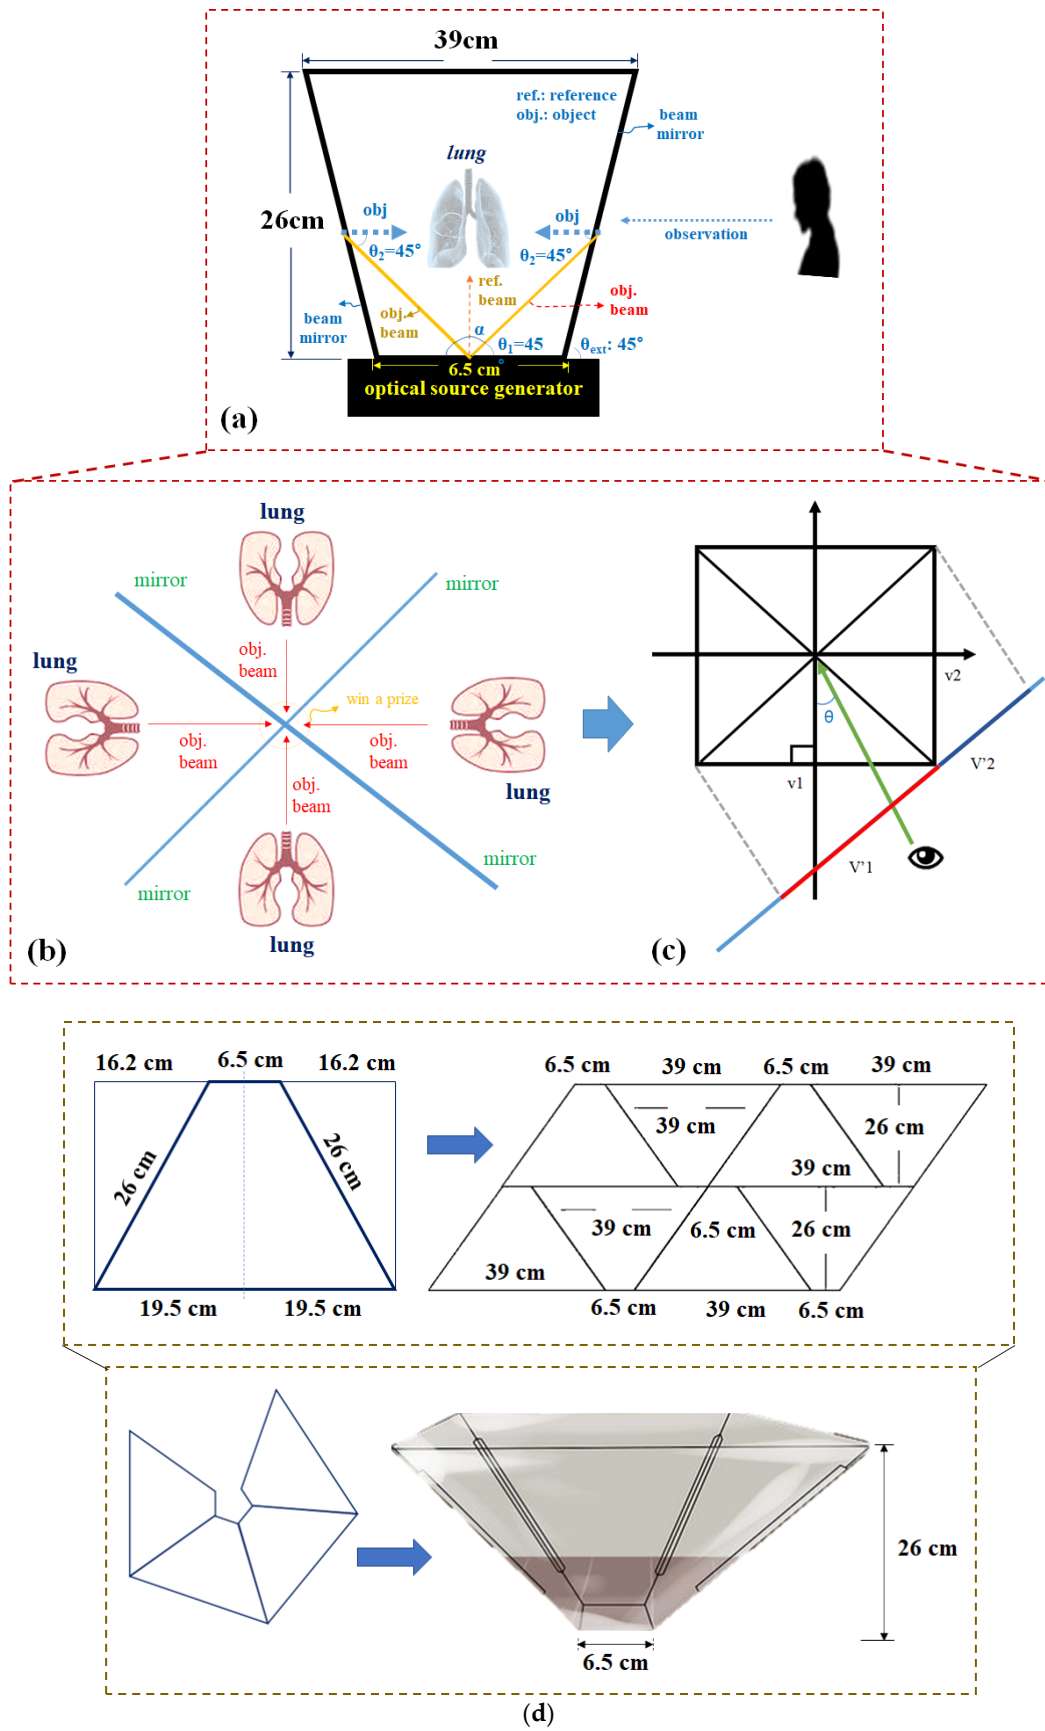 39cm
ref.: reference
obj.: object
beam
mirror
lung
26cm
obj
obj
observation
θ2=45°
θ2=45°
ref.
beam
obj.
beam
obj.
beam
beam
mirror
α
θ1=45
°
θext: 45°
6.5 cm
optical source generator
(a)
lung
mirror
mirror
obj.
beam
lung
win a prize
obj.
beam
obj.
beam
obj.
beam
lung
mirror
mirror
lung
(b)
v2
θ
v1
V'2
V'1
(c)
16.2 cm
6.5 cm
16.2 cm
26 cm
26 cm
19.5 cm
19.5 cm
6.5 cm
39 cm
6.5 cm
39 cm
39 cm
26 cm
39 cm
39 cm
6.5 cm
26 cm
39 cm
6.5 cm
39 cm
6.5 cm
26 cm
6.5 cm
(d)